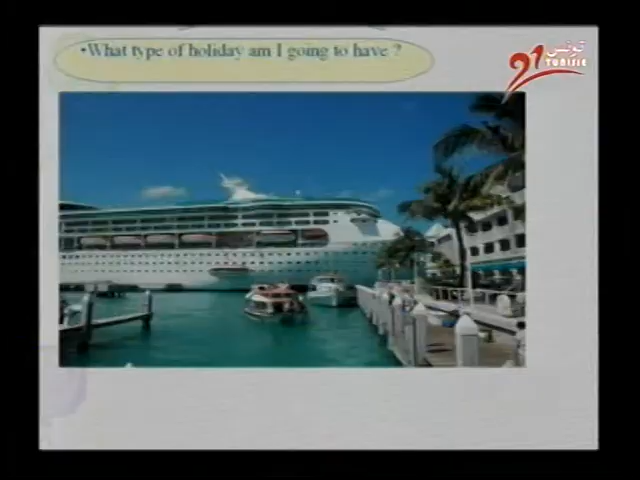 •What type of holiday am I going to have ?
تونس
21
TUNISIE